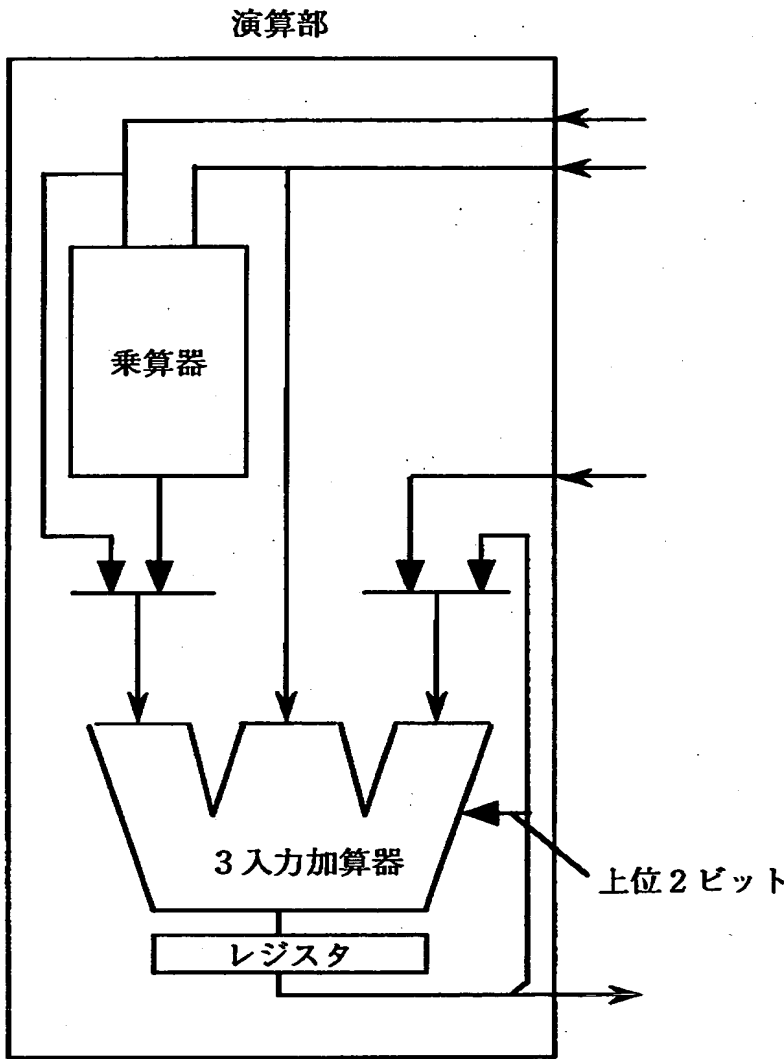 演算部
乗算器
3入力加算器
上位2ビット
レジスタ